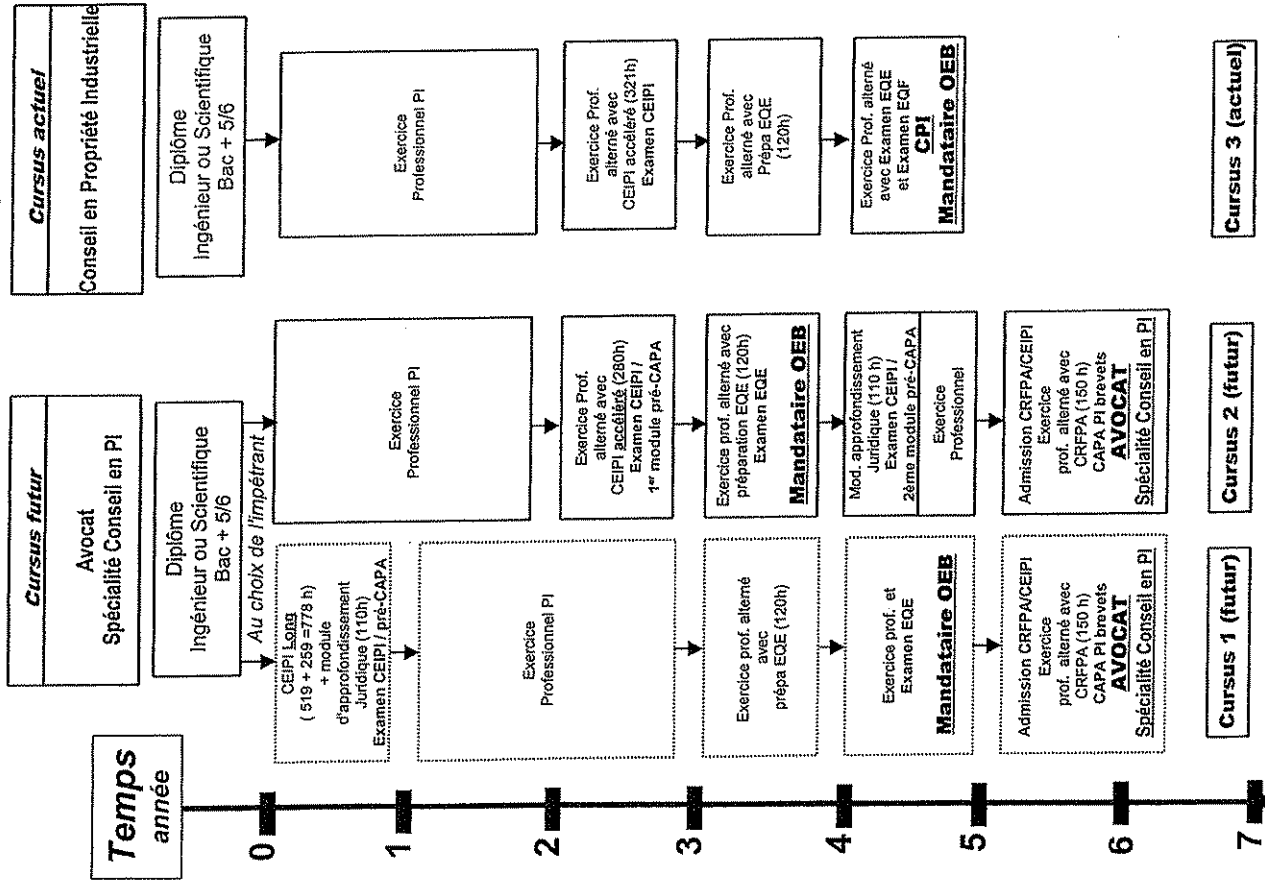 Temps
année
0
1
2
3
4
5
6
7
Cursus futur
Avocat
Spécialité Conseil en PI
Diplôme
Ingénieur ou Scientifique
Bac + 5/6
Au choix de l'impétrant
CEIPI Long
( 519 + 259 =778 h)
+ module
d'approfondissement
Juridique (110h)
Examen CEIPI / pré-CAPA
Exercice
Professionnel PI
Exercice prof. alterné
avec
prépa EQE (120h)
Exercice prof. et
Examen EQE
Mandataire OEB
Admission CRFPA/CEIPI
Exercice
prof. alterné avec
CRFPA (150 h)
CAPA PI brevets
AVOCAT
Spécialité Conseil en PI
Cursus 1 (futur)
Exercice
Professionnel PI
Exercice Prof.
alterné avec
CEIPI accéléré (280h)
Examen CEIPI /
1er module pré-CAPA
Exercice prof. alterné avec
préparation EQE (120h)
Examen EQE
Mandataire OEB
Mod. approfondissement
Juridique (110 h)
Examen CEIPI /
2ème module pré-CAPA
Exercice
Professionnel
Admission CRFPA/CEIPI
Exercice
prof. alterné avec
CRFPA (150 h)
CAPA PI brevets
AVOCAT
Spécialité Conseil en PI
Cursus 2 (futur)
Cursus actuel
Conseil en Propriété Industrielle
Diplôme
Ingénieur ou Scientifique
Bac + 5/6
Exercice
Professionnel PI
Exercice Prof.
alterné avec
CEIPI accéléré (321h)
Examen CEIPI
Exercice Prof.
alterné avec
Prépa EQE
(120h)
Exercice Prof alterné
avec Examen EQE
et Examen EQF
CPI
Mandataire OEB
Cursus 3 (actuel)